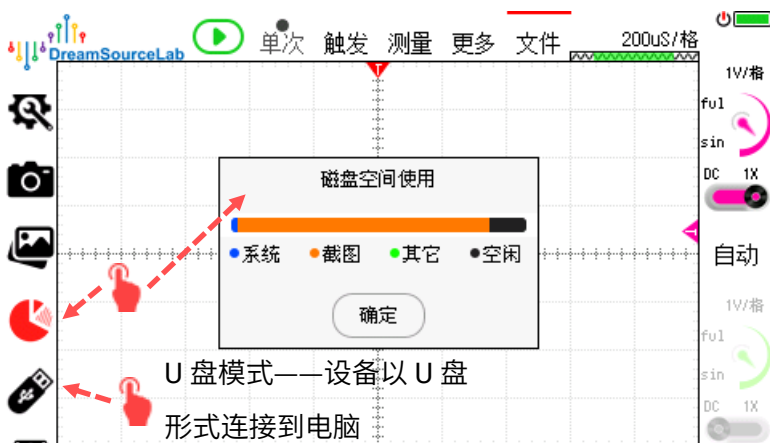 DreamSourceLab
单次 触发 测量 更多 文件 200uS/格
1V/格
ful
sin
DC 1X
自动
1V/格
ful
sin
DC 1X
磁盘空间使用
系统 截图 其它 空闲
确定
U 盘模式——设备以 U 盘
形式连接到电脑